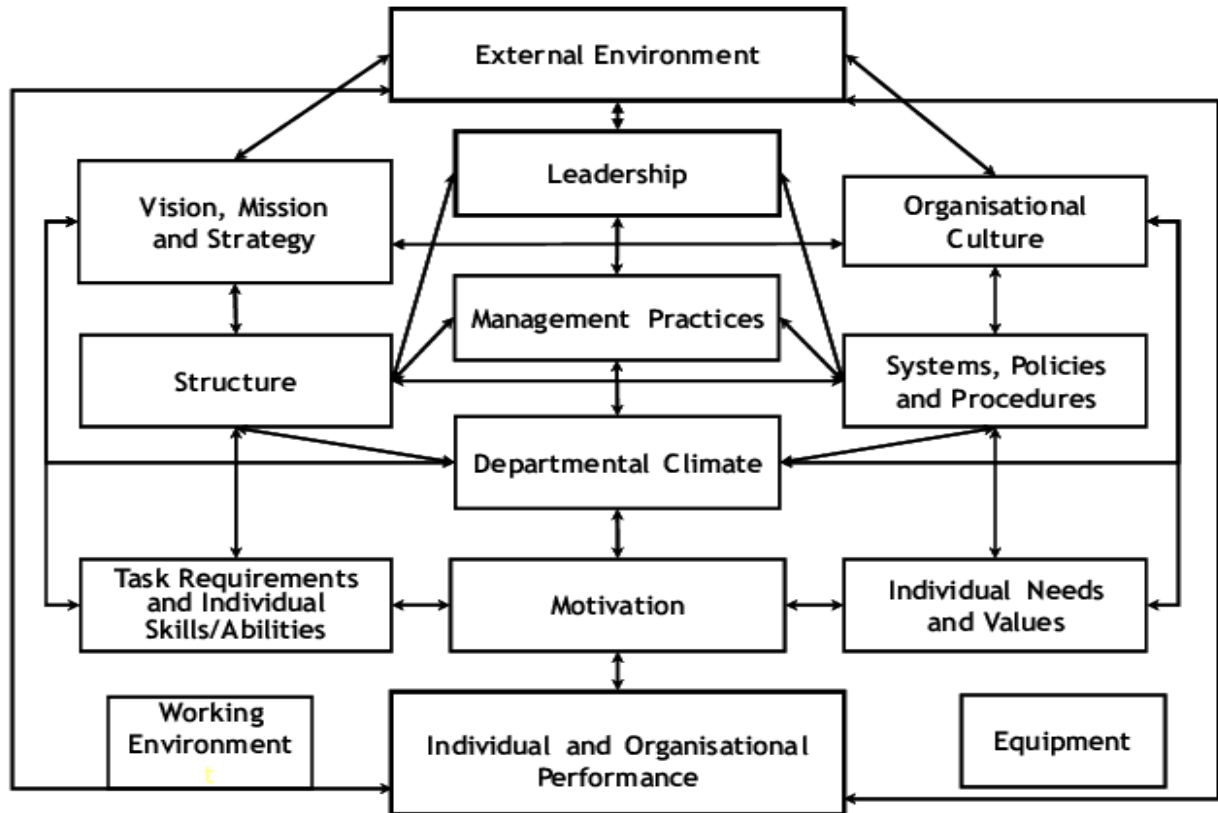 External Environment
Leadership
Vision, Mission
and Strategy
Organisational
Culture
Management Practices
Structure
Systems, Policies
and Procedures
Departmental Climate
Task Requirements
and Individual
Skills/Abilities
Motivation
Individual Needs
and Values
Working
Environment
t
Individual and Organisational
Performance
Equipment